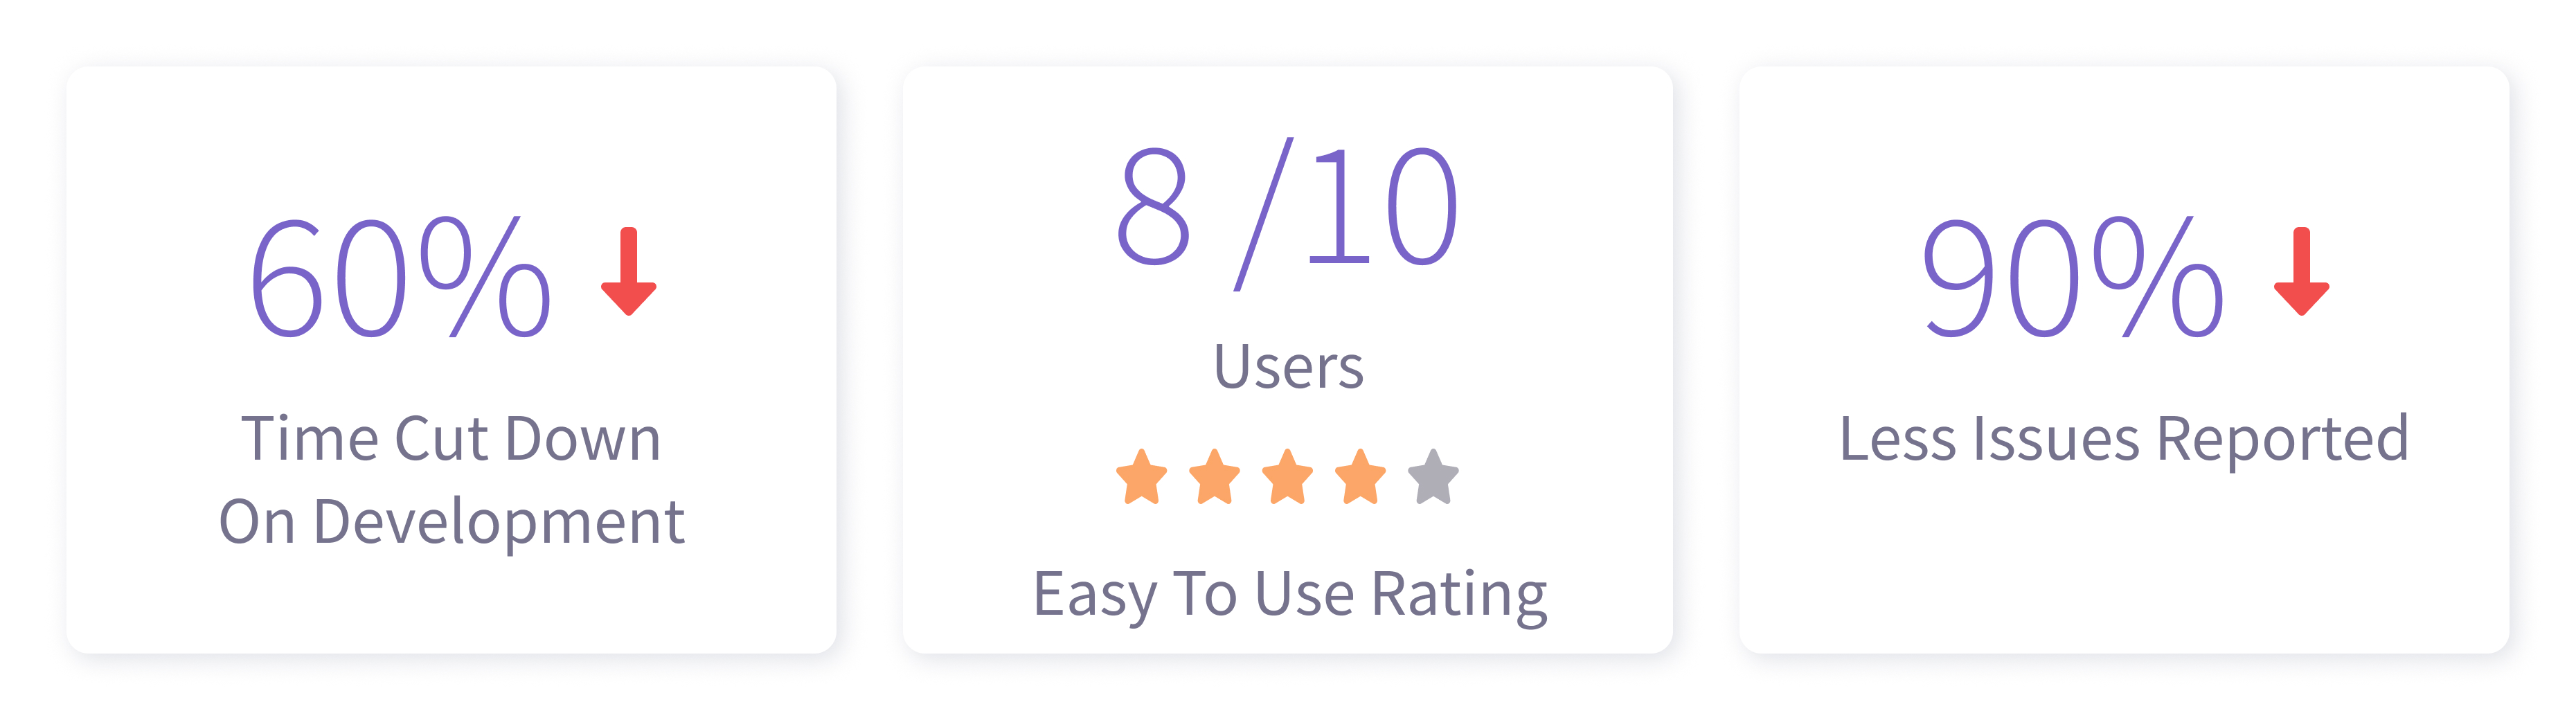 60%
Time Cut Down
On Development
8 /10
Users
Easy To Use Rating
90%
Less Issues Reported